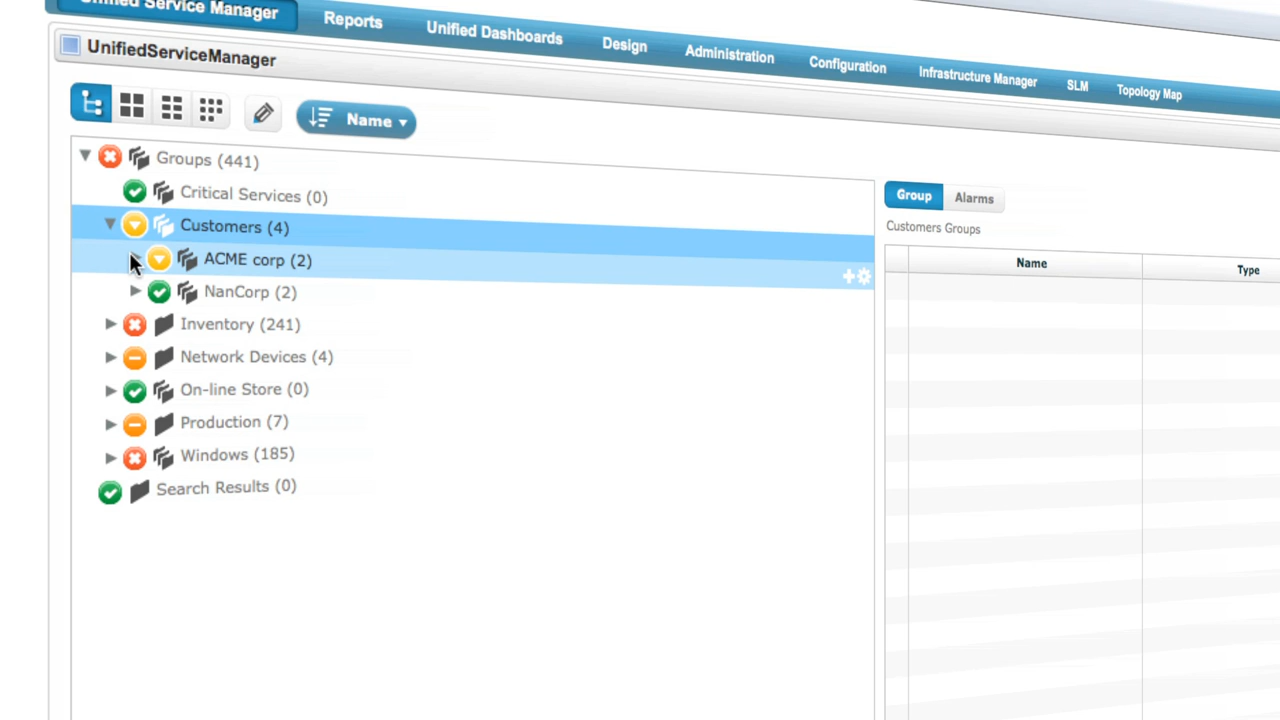 Unified Service Manager
Reports
Unified Dashboards
Design
Administration
Configuration
Infrastructure Manager
SLM
Topology Map
UnifiedServiceManager
Name
Groups (441)
Critical Services (0)
Customers (4)
ACME corp (2)
NanCorp (2)
Inventory (241)
Network Devices (4)
On-line Store (0)
Production (7)
Windows (185)
Search Results (0)
Group
Alarms
Customers Groups
Name
Type